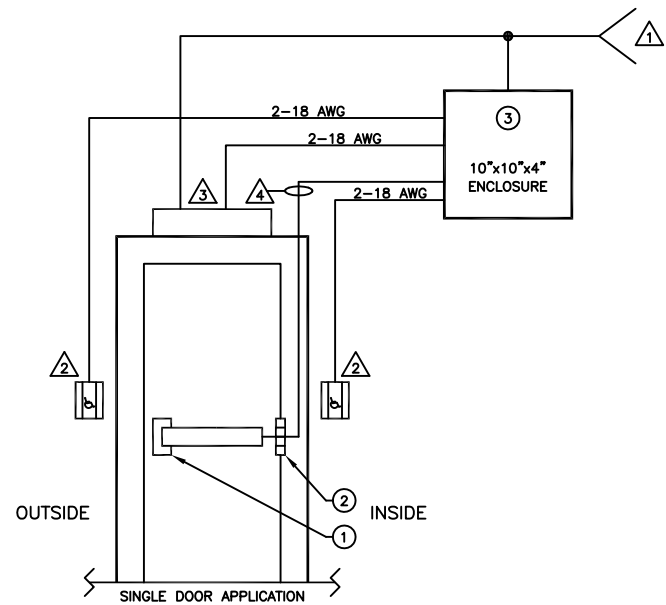 1
2-18 AWG
3
2-18 AWG
10"x10"x4"
ENCLOSURE
3
4
2-18 AWG
2
2
2
OUTSIDE
INSIDE
1
SINGLE DOOR APPLICATION